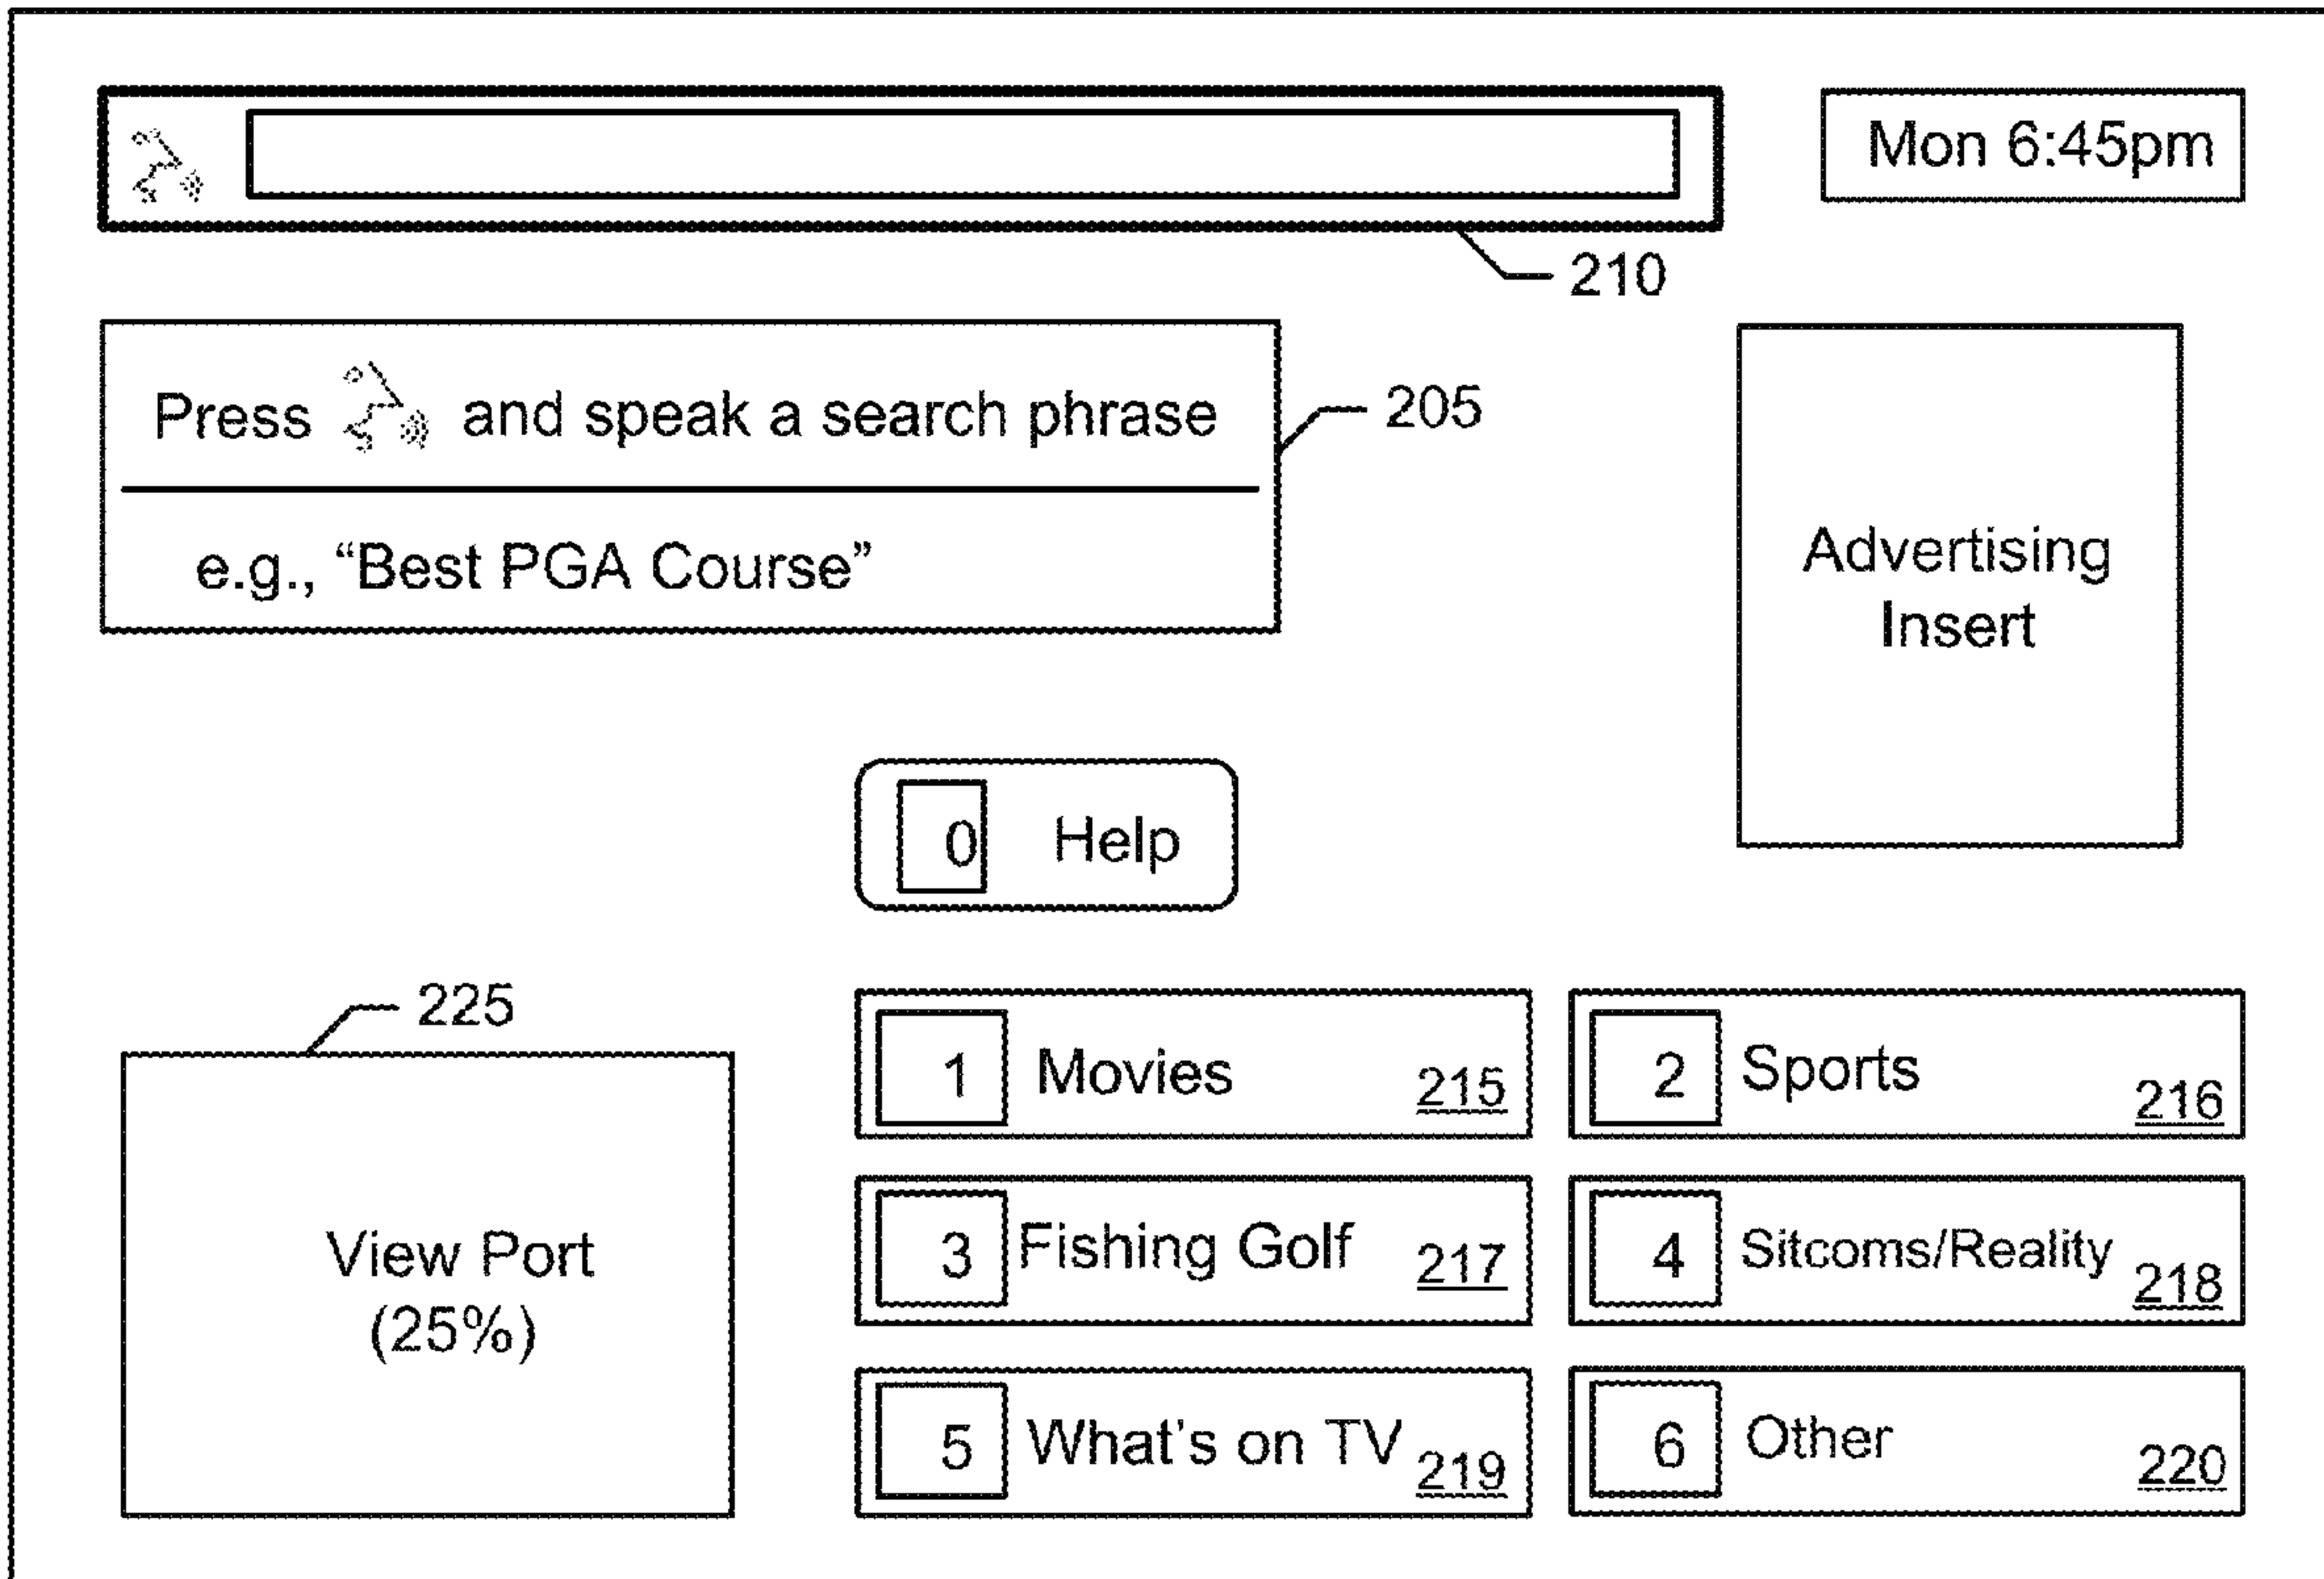 Mon 6:45pm
210
Press and speak a search phrase
205
e.g., “Best PGA Course”
Advertising
Insert
0 Help
225
View Port
(25%)
1 Movies 215
2 Sports 216
3 Fishing Golf 217
4 Sitcoms/Reality 218
5 What's on TV 219
6 Other 220